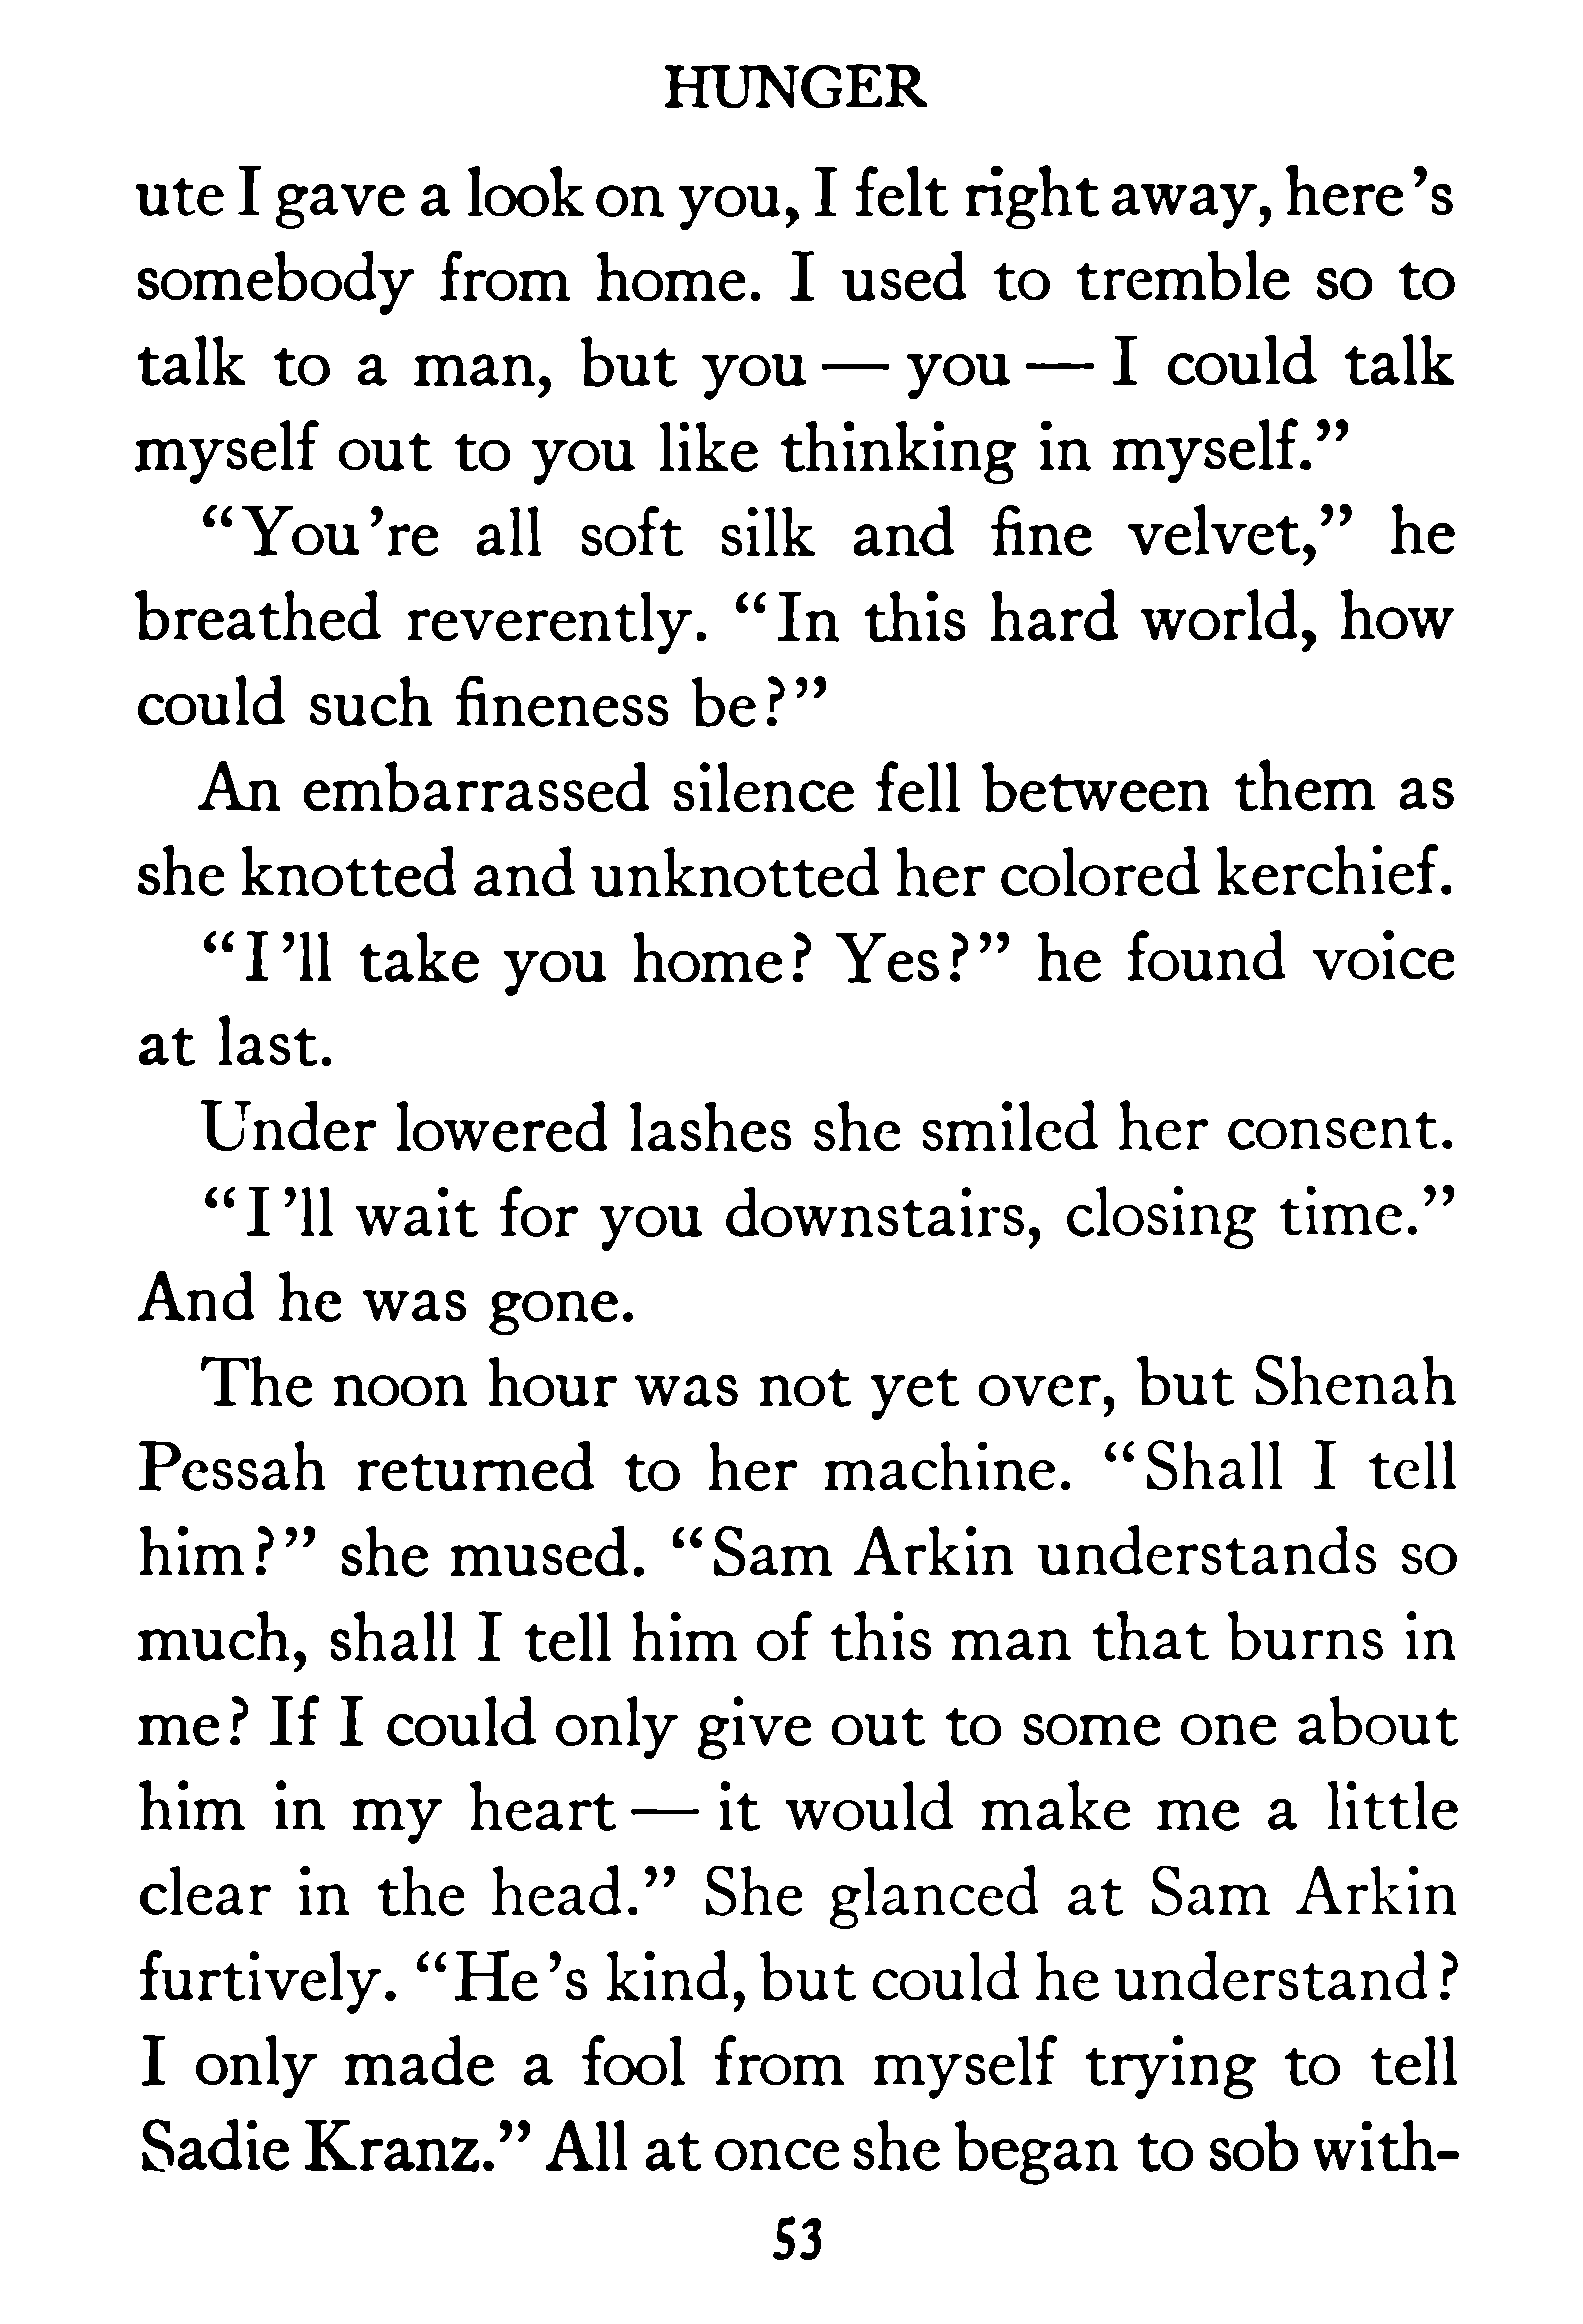 HUNGER
ute I gave a look on you, I felt right away, here's
somebody from home. I used to tremble so to
talk to a man, but you — you — I could talk
myself out to you like thinking in myself.”
“You're all soft silk and fine velvet,” he
breathed reverently. “In this hard world, how
could such fineness be?”
An embarrassed silence fell between them as
she knotted and unknotted her colored kerchief.
“I'll take you home? Yes?” he found voice
at last.
Under lowered lashes she smiled her consent.
“I'll wait for you downstairs, closing time.”
And he was gone.
The noon hour was not yet over, but Shenah
Pessah returned to her machine. “Shall I tell
him?” she mused. “Sam Arkin understands so
much, shall I tell him of this man that burns in
me? If I could only give out to some one about
him in my heart — it would make me a little
clear in the head.” She glanced at Sam Arkin
furtively. “He's kind, but could he understand?
I only made a fool from myself trying to tell
Sadie Kranz.” All at once she began to sob with-
53